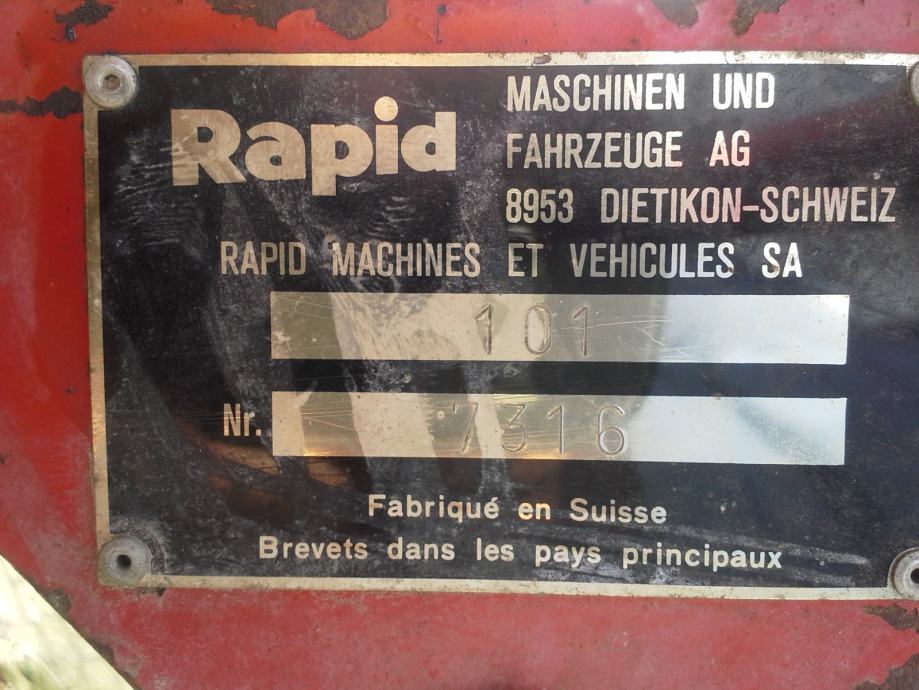 Rapid
MASCHINEN UND
FAHRZEUGE AG
8953 DIETIKON-SCHWEIZ
RAPID MACHINES ET VEHICULES SA
101
Nr. 7316
Fabriqué en Suisse
Brevets dans les pays principaux